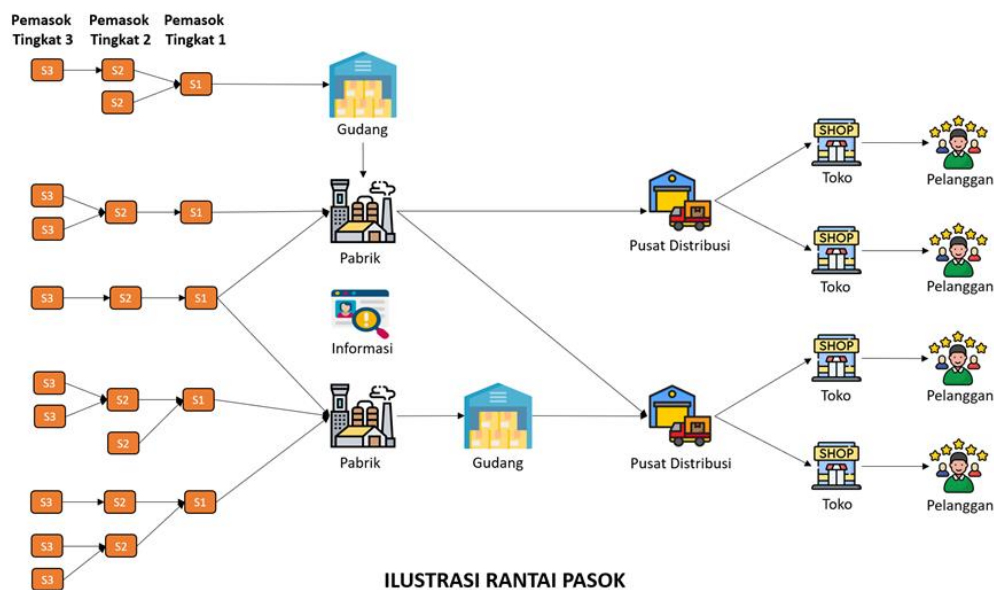 Pemasok Pemasok Pemasok
Tingkat 3 Tingkat 2 Tingkat 1
S3 S2 S1
S2
Gudang
SHOP
Toko
Pelanggan
S3
S3
S2 S1
Pabrik
Pusat Distribusi
SHOP
Toko
Pelanggan
S3 S2 S1
Informasi
SHOP
Toko
Pelanggan
S3
S3
S2 S1
S2
Pabrik
Gudang
Pusat Distribusi
SHOP
Toko
Pelanggan
S3 S2 S1
S3 S2
S3
ILUSTRASI RANTAI PASOK